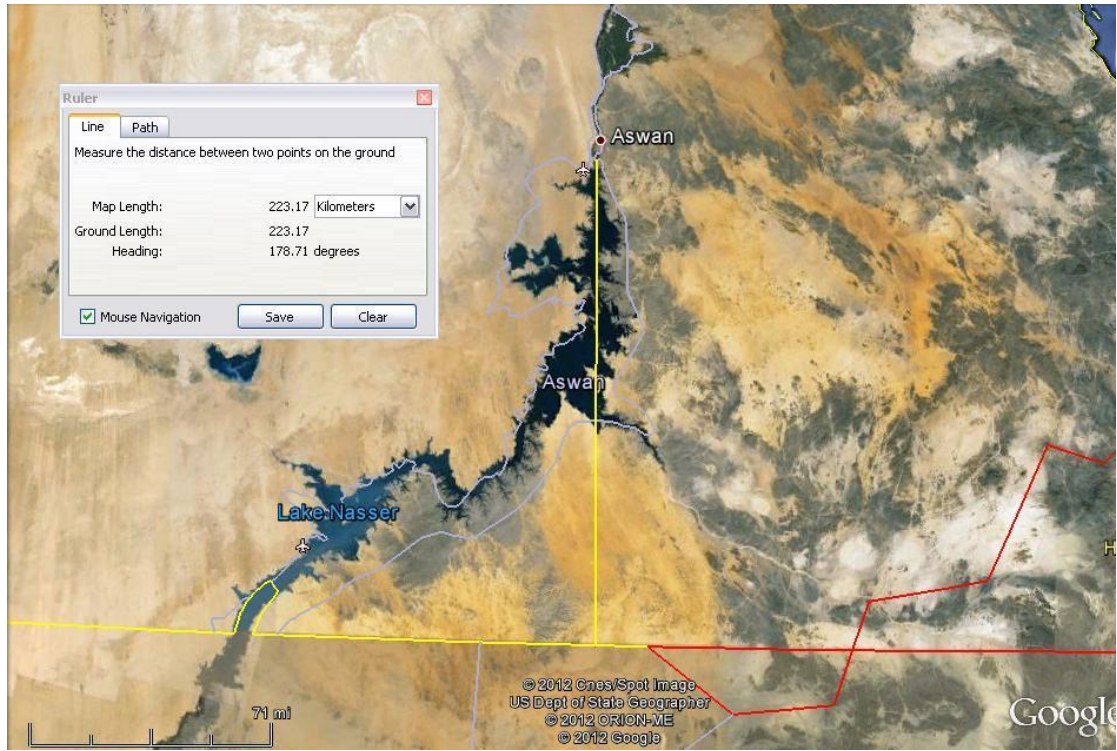 Ruler
Line Path
Measure the distance between two points on the ground
Map Length: 223.17 Kilometers
Ground Length: 223.17
Heading: 178.71 degrees
Mouse Navigation Save Clear
Aswan
Aswan
Lake Nasser
H
71 mi
© 2012 Cnes/Spot Image
US Dept of State Geographer
© 2012 ORION-ME
© 2012 Google
Google